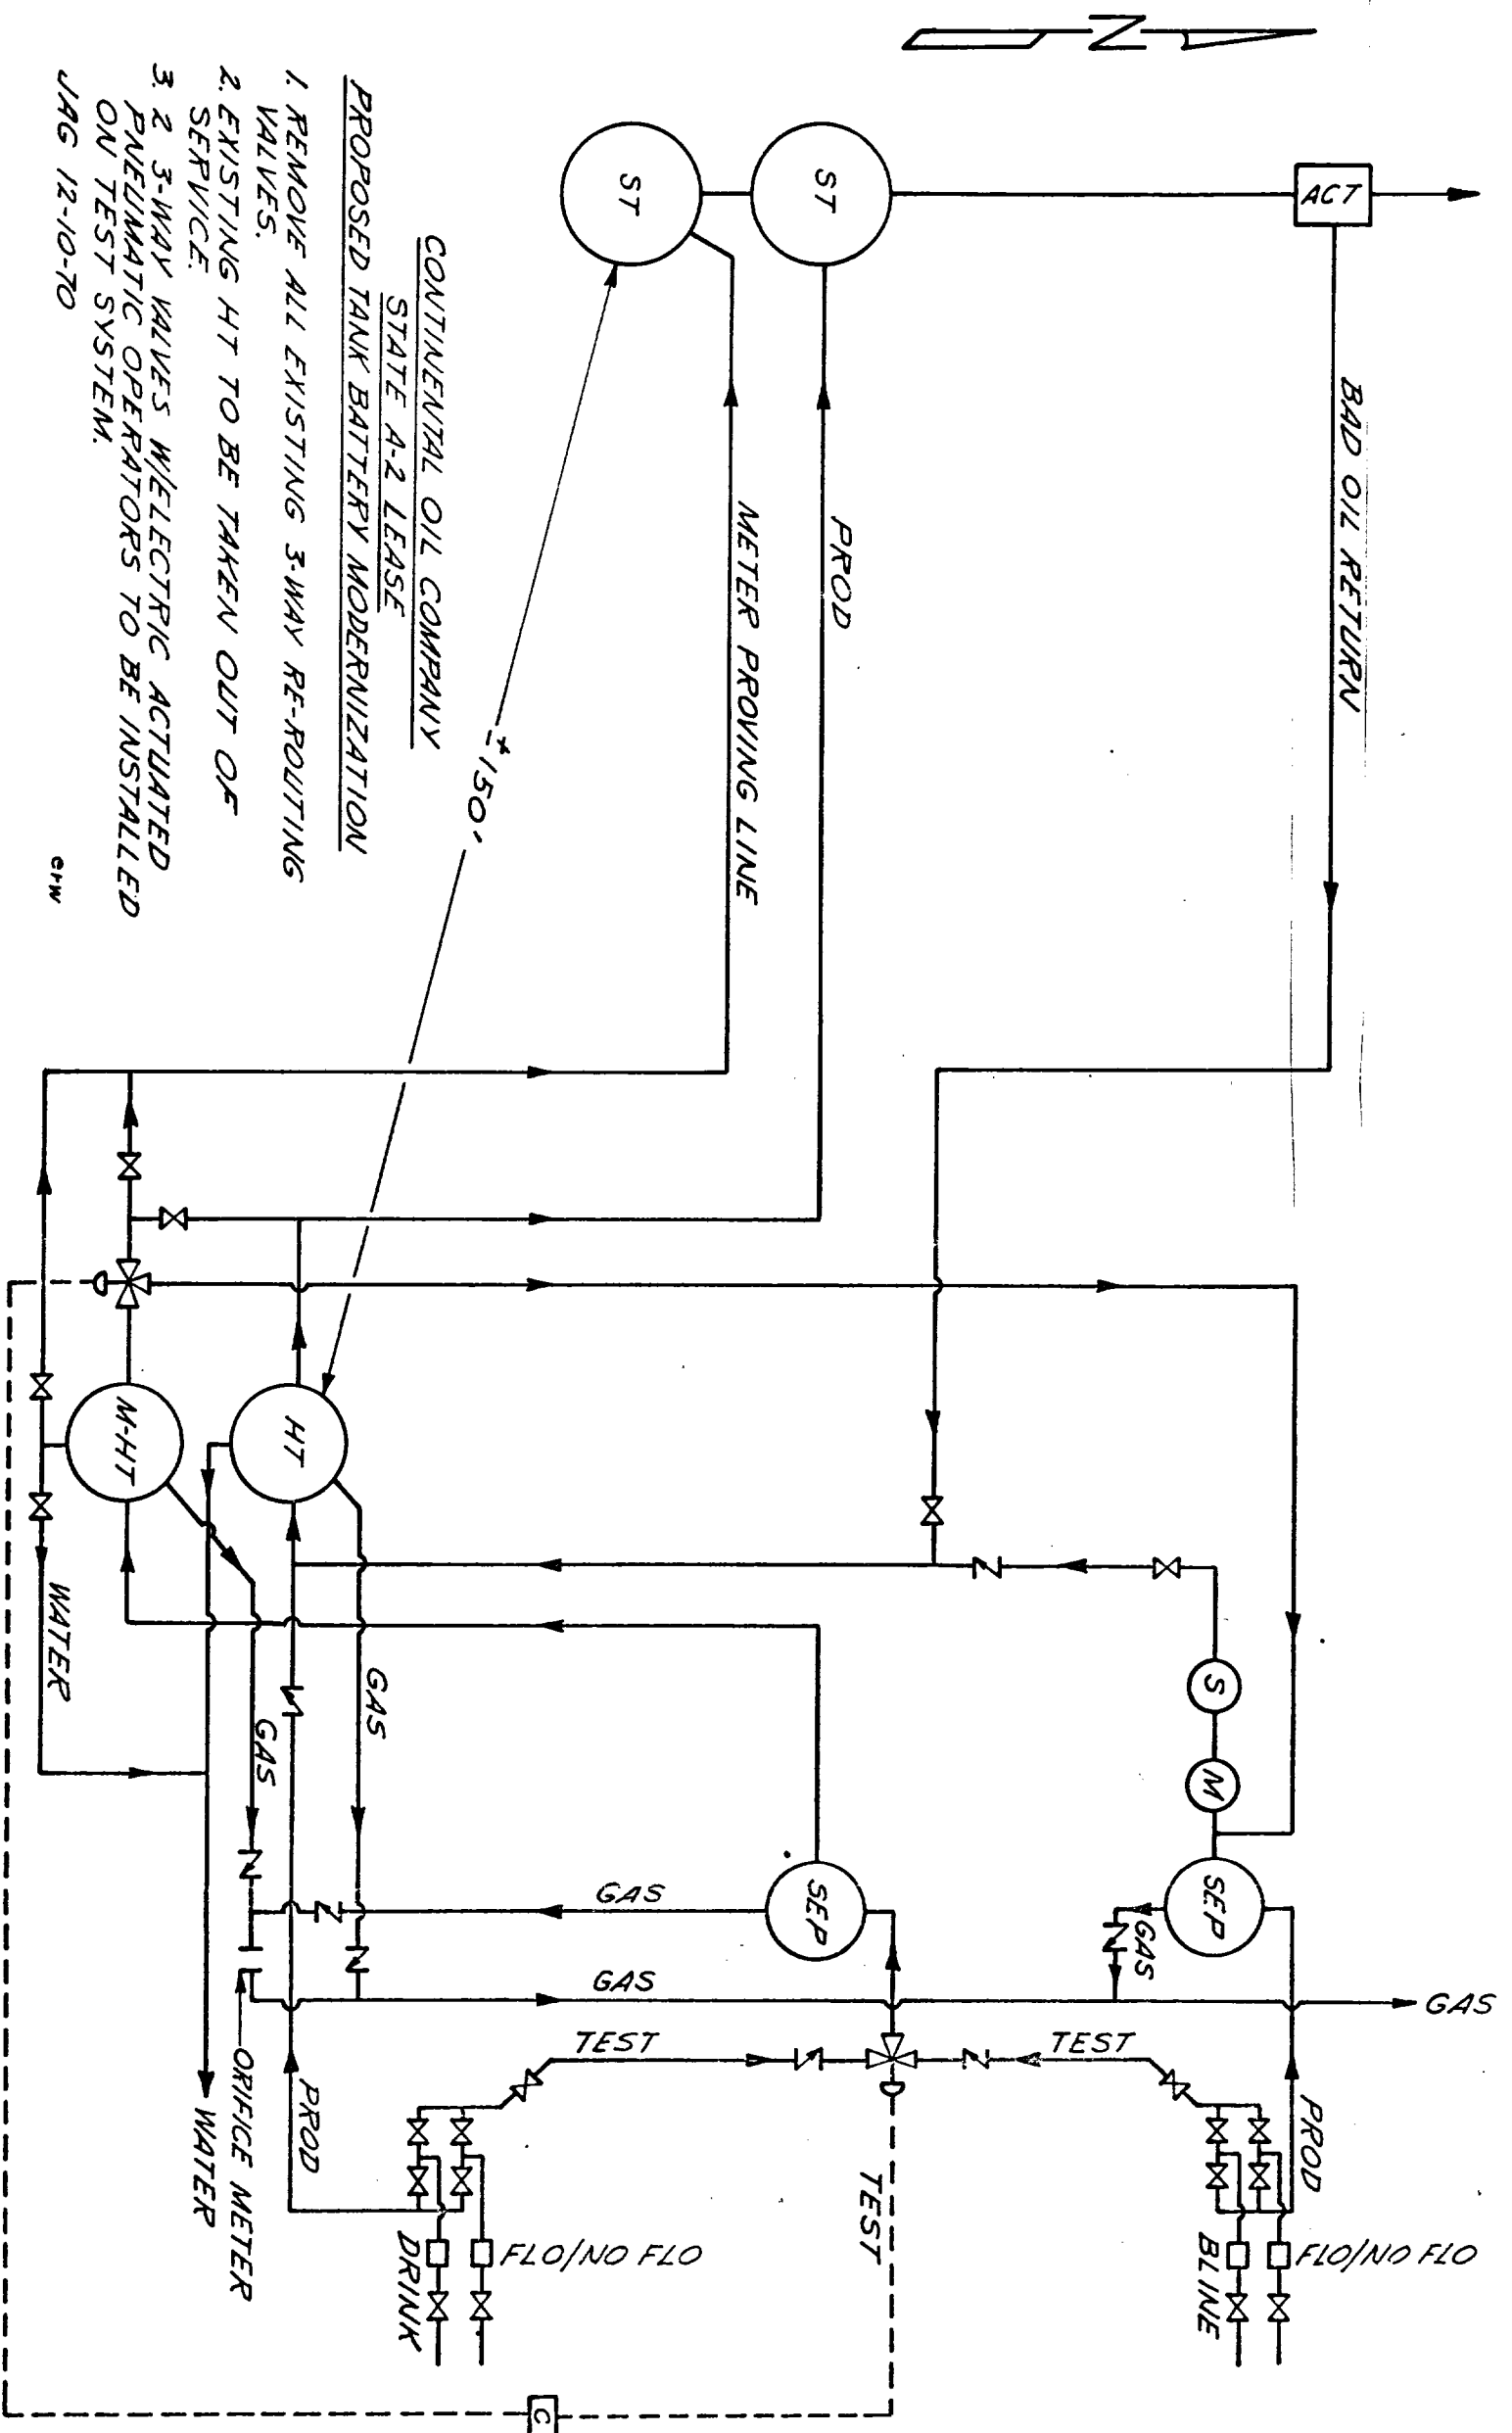 N
ACT
BAD OIL RETURN
ST
ST
PROD
METER PROVING LINE
±150'
CONTINENTAL OIL COMPANY
STATE A-2 LEASE
PROPOSED TANK BATTERY MODERNIZATION
1. REMOVE ALL EXISTING 3-WAY RE-ROUTING
VALVES.
2. EXISTING HT TO BE TAKEN OUT OF
SERVICE.
3. 2 3-WAY VALVES W/ELECTRIC ACTUATED
PNEUMATIC OPERATORS TO BE INSTALLED
ON TEST SYSTEM.
JAG 12-10-70
erw
M-HT
HT
WATER
GAS
GAS
S
M
SEP
SEP
GAS
GAS
GAS
GAS
TEST
TEST
PROD
PROD
ORIFICE METER
WATER
TEST
FLO/NO FLO
DRINK
FLO/NO FLO
BLINE
C